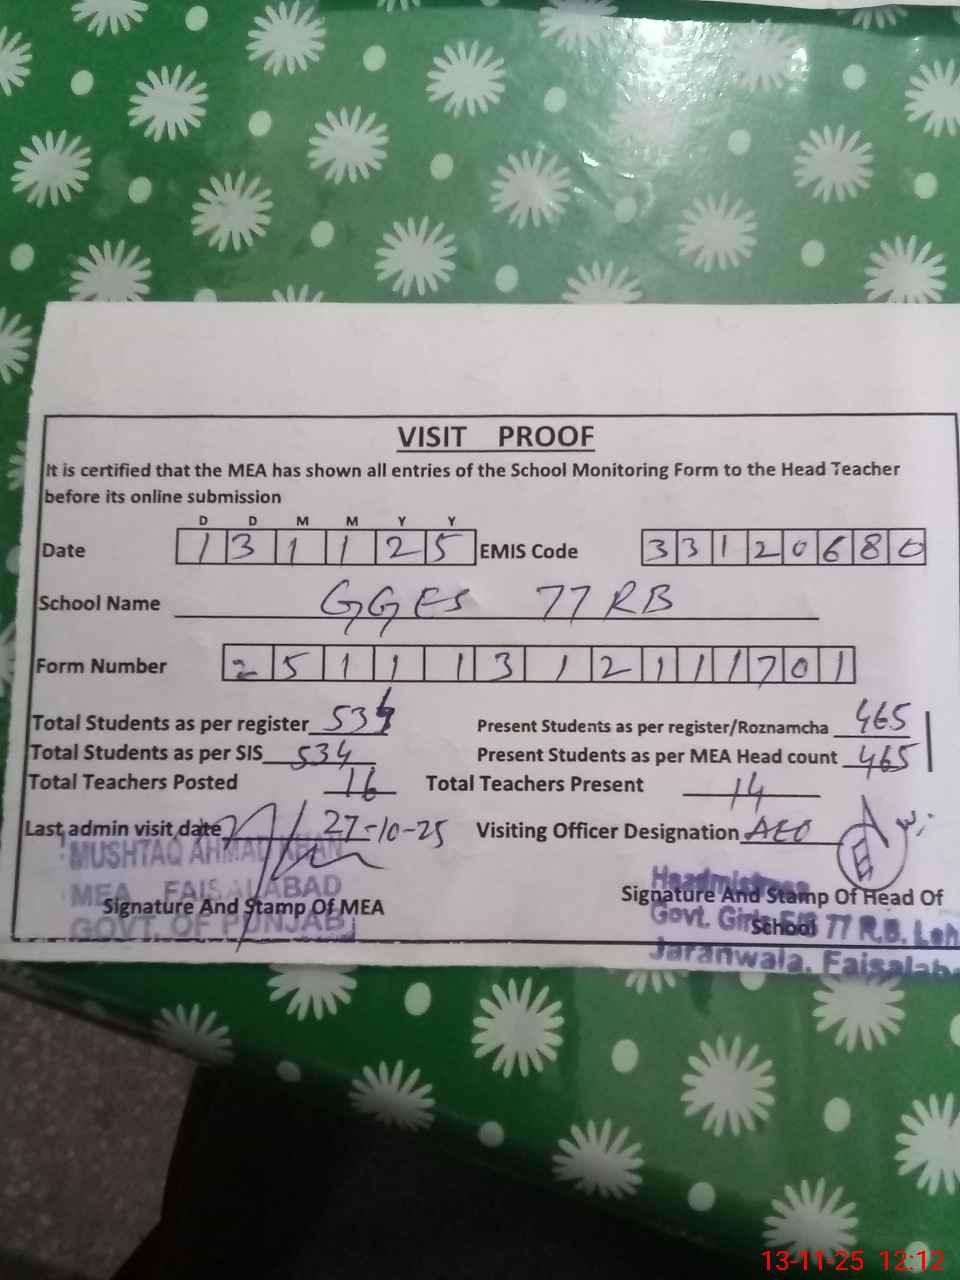 VISIT PROOF
It is certified that the MEA has shown all entries of the School Monitoring Form to the Head Teacher
before its online submission
D D M M Y Y
Date 1 3 1 1 2 5 EMIS Code 3 3 1 2 0 6 8 0
School Name GGES 77 RB
Form Number 2 5 1 1 1 3 1 2 1 1 1 7 0 1
Total Students as per register 534 Present Students as per register/Roznamcha 465
Total Students as per SIS 534 Present Students as per MEA Head count 465
Total Teachers Posted 16 Total Teachers Present 14
Last admin visit date 27-10-25 Visiting Officer Designation AEO
MUSHTAQ AHMAD KHAN
MEA FAISALABAD
GOVT. OF PUNJAB
Signature And Stamp Of MEA
Signature And Stamp Of Head Of
School
Headmistress
Govt. Girls E/S 77 R.B. Loh
Jaranwala, Faisalab
13-11-25 12:12